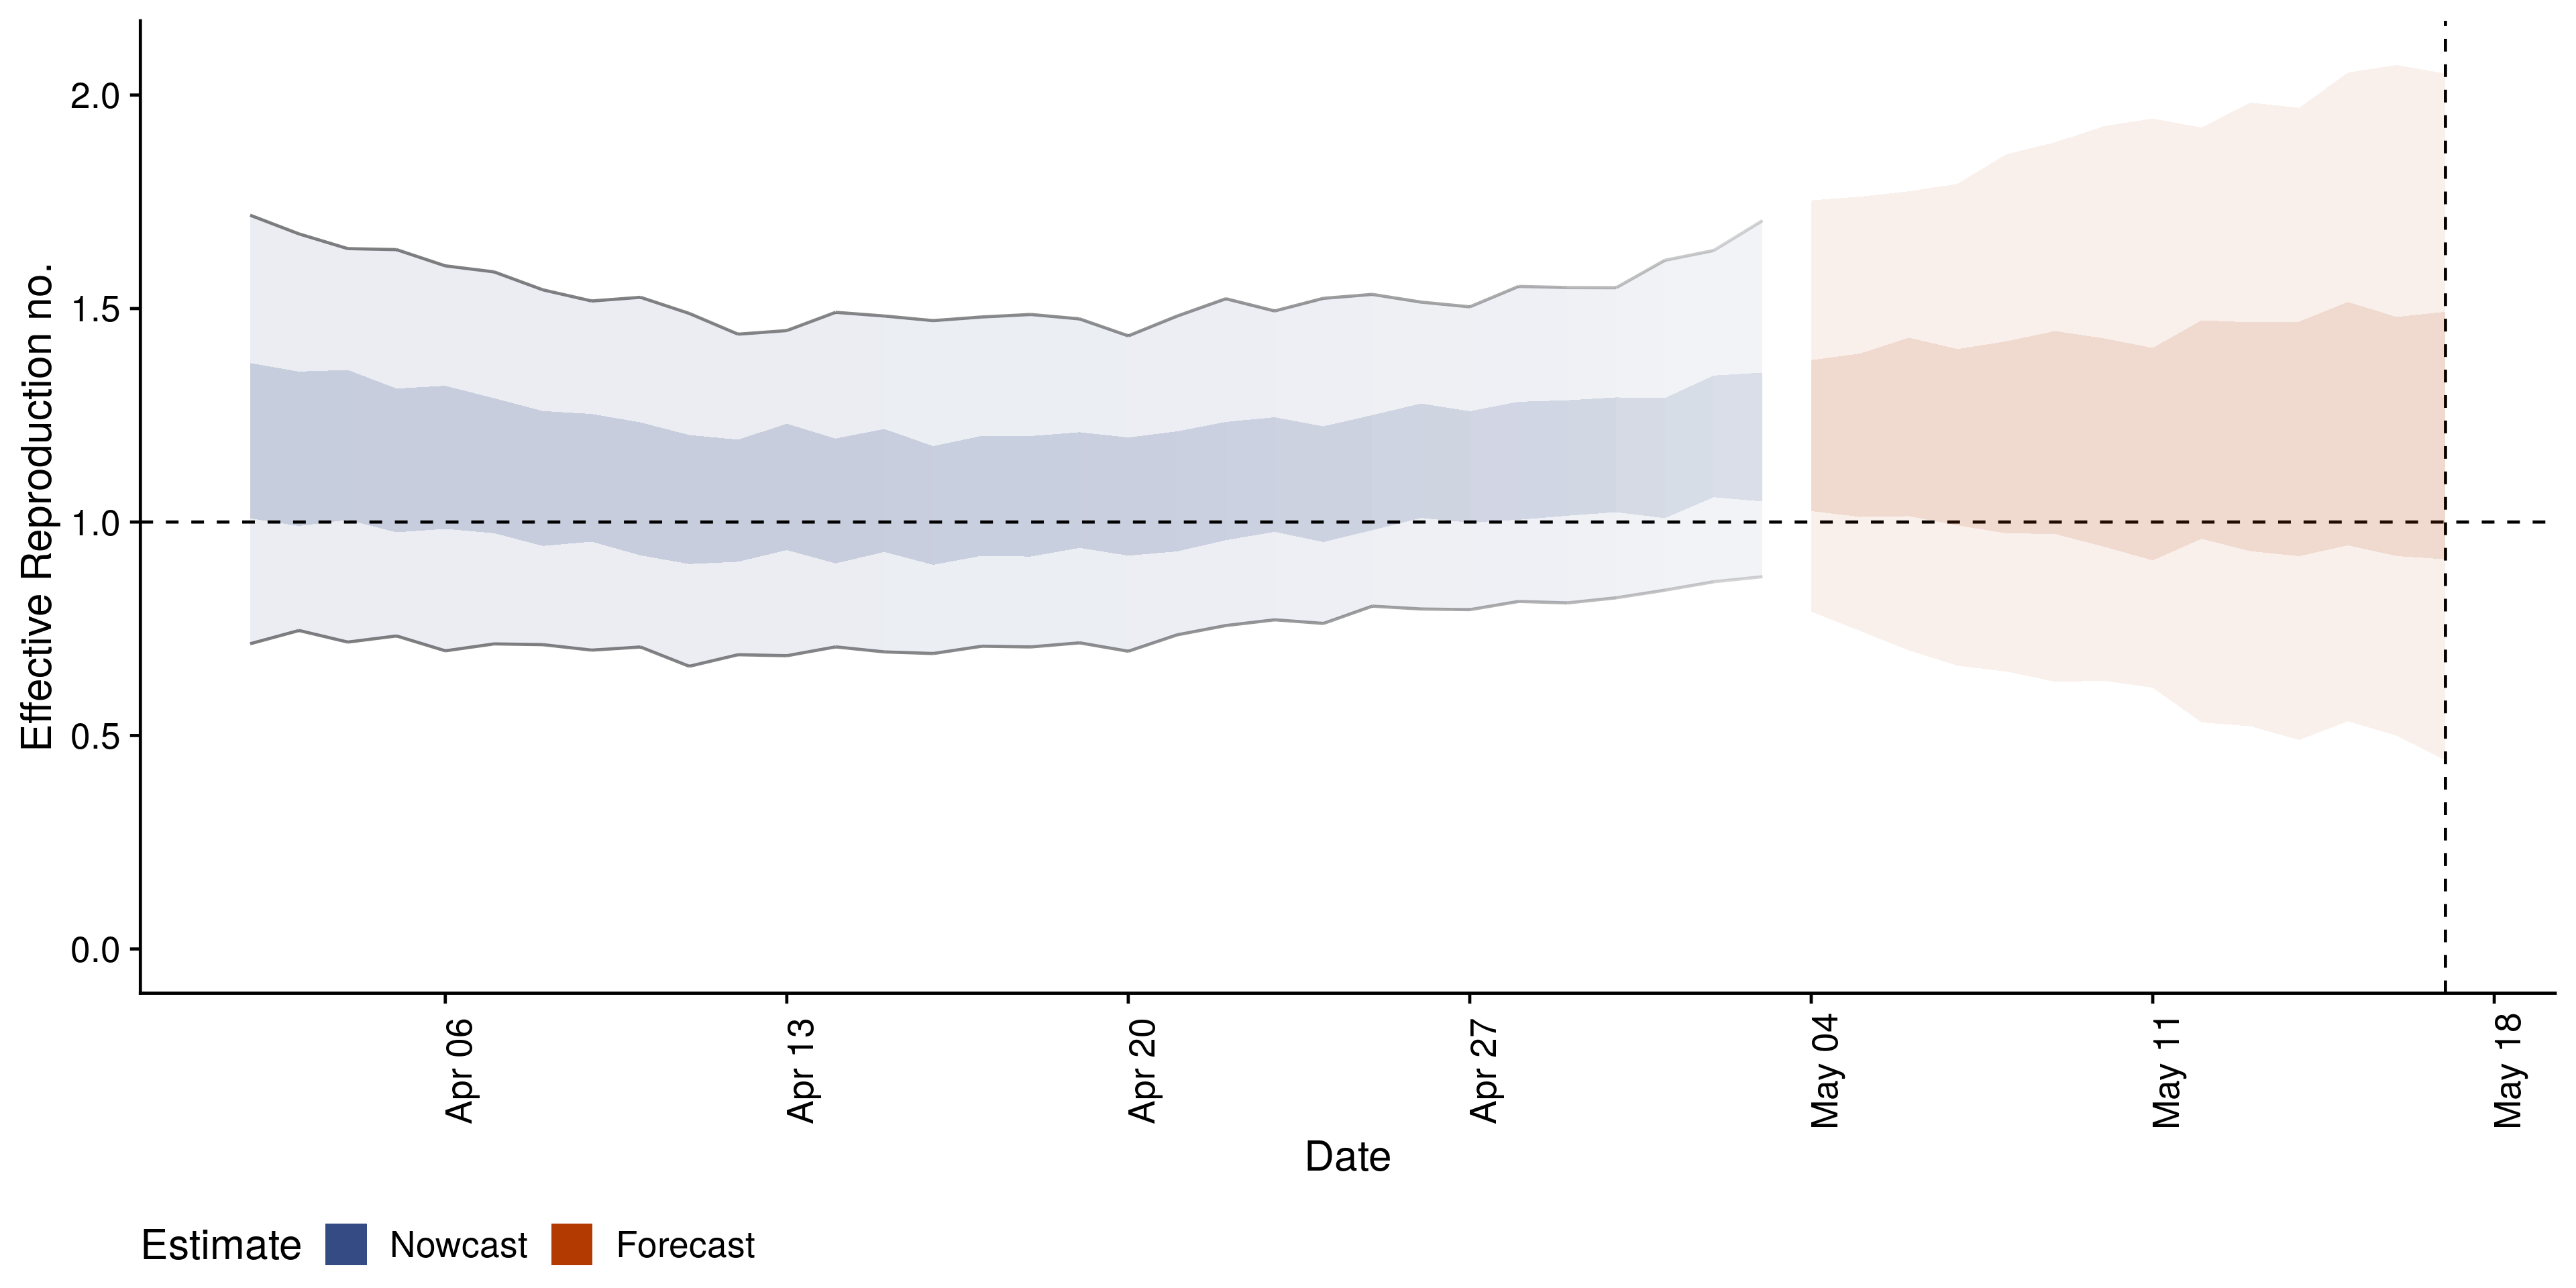 Effective Reproduction no.
2.0
1.5
1.0
0.5
0.0
Apr 06
Apr 13
Apr 20
Apr 27
May 04
May 11
May 18
Date
Estimate Nowcast Forecast